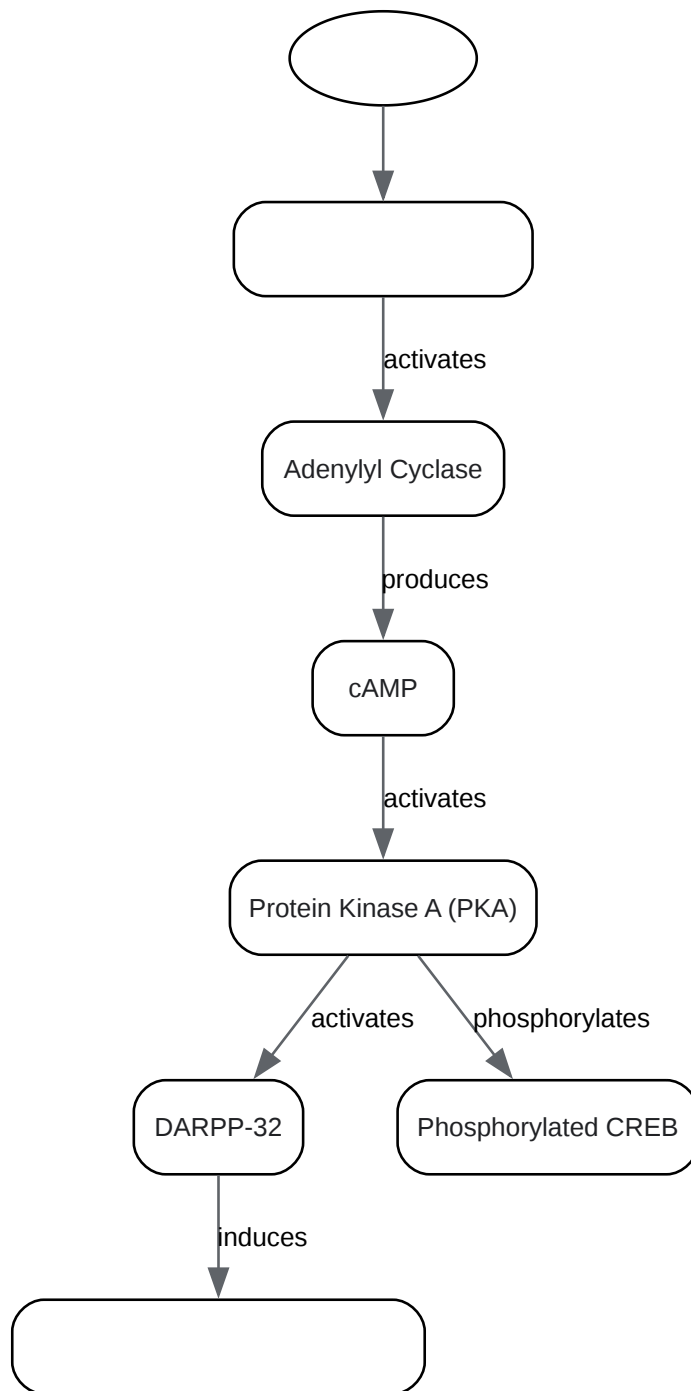 activates
Adenylyl Cyclase
produces
cAMP
activates
Protein Kinase A (PKA)
activates
phosphorylates
DARPP-32
Phosphorylated CREB
induces